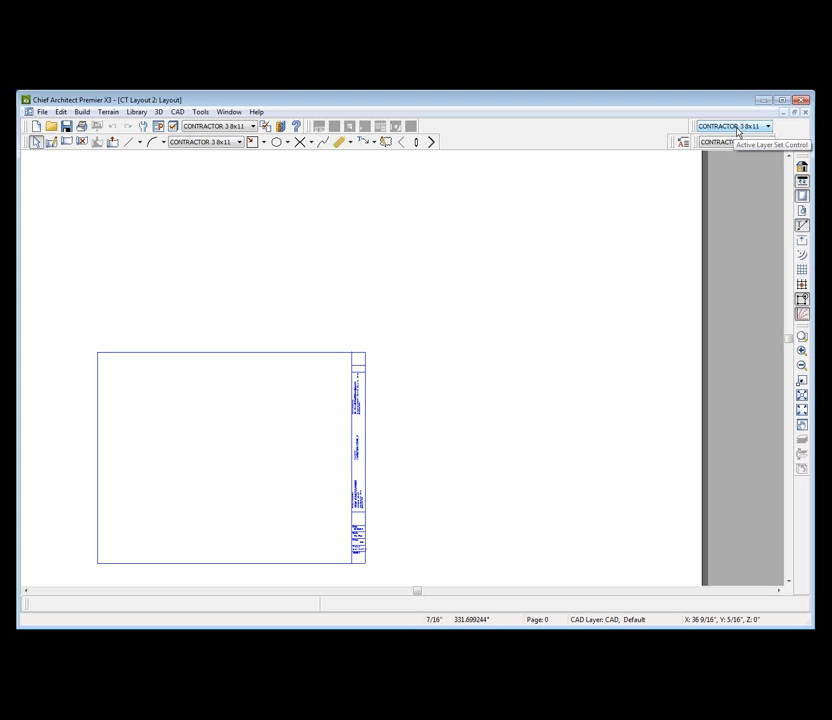 Chief Architect Premier X3 - [CT Layout 2: Layout]
File Edit Build Terrain Library 3D CAD Tools Window Help
CONTRACTOR 3 8x11 CONTRACTOR 3 8x11
CONTRACTOR 3 8x11
Active Layer Set Control
7/16" 331.699244° Page: 0 CAD Layer: CAD, Default X: 36 9/16", Y: 5/16", Z: 0"